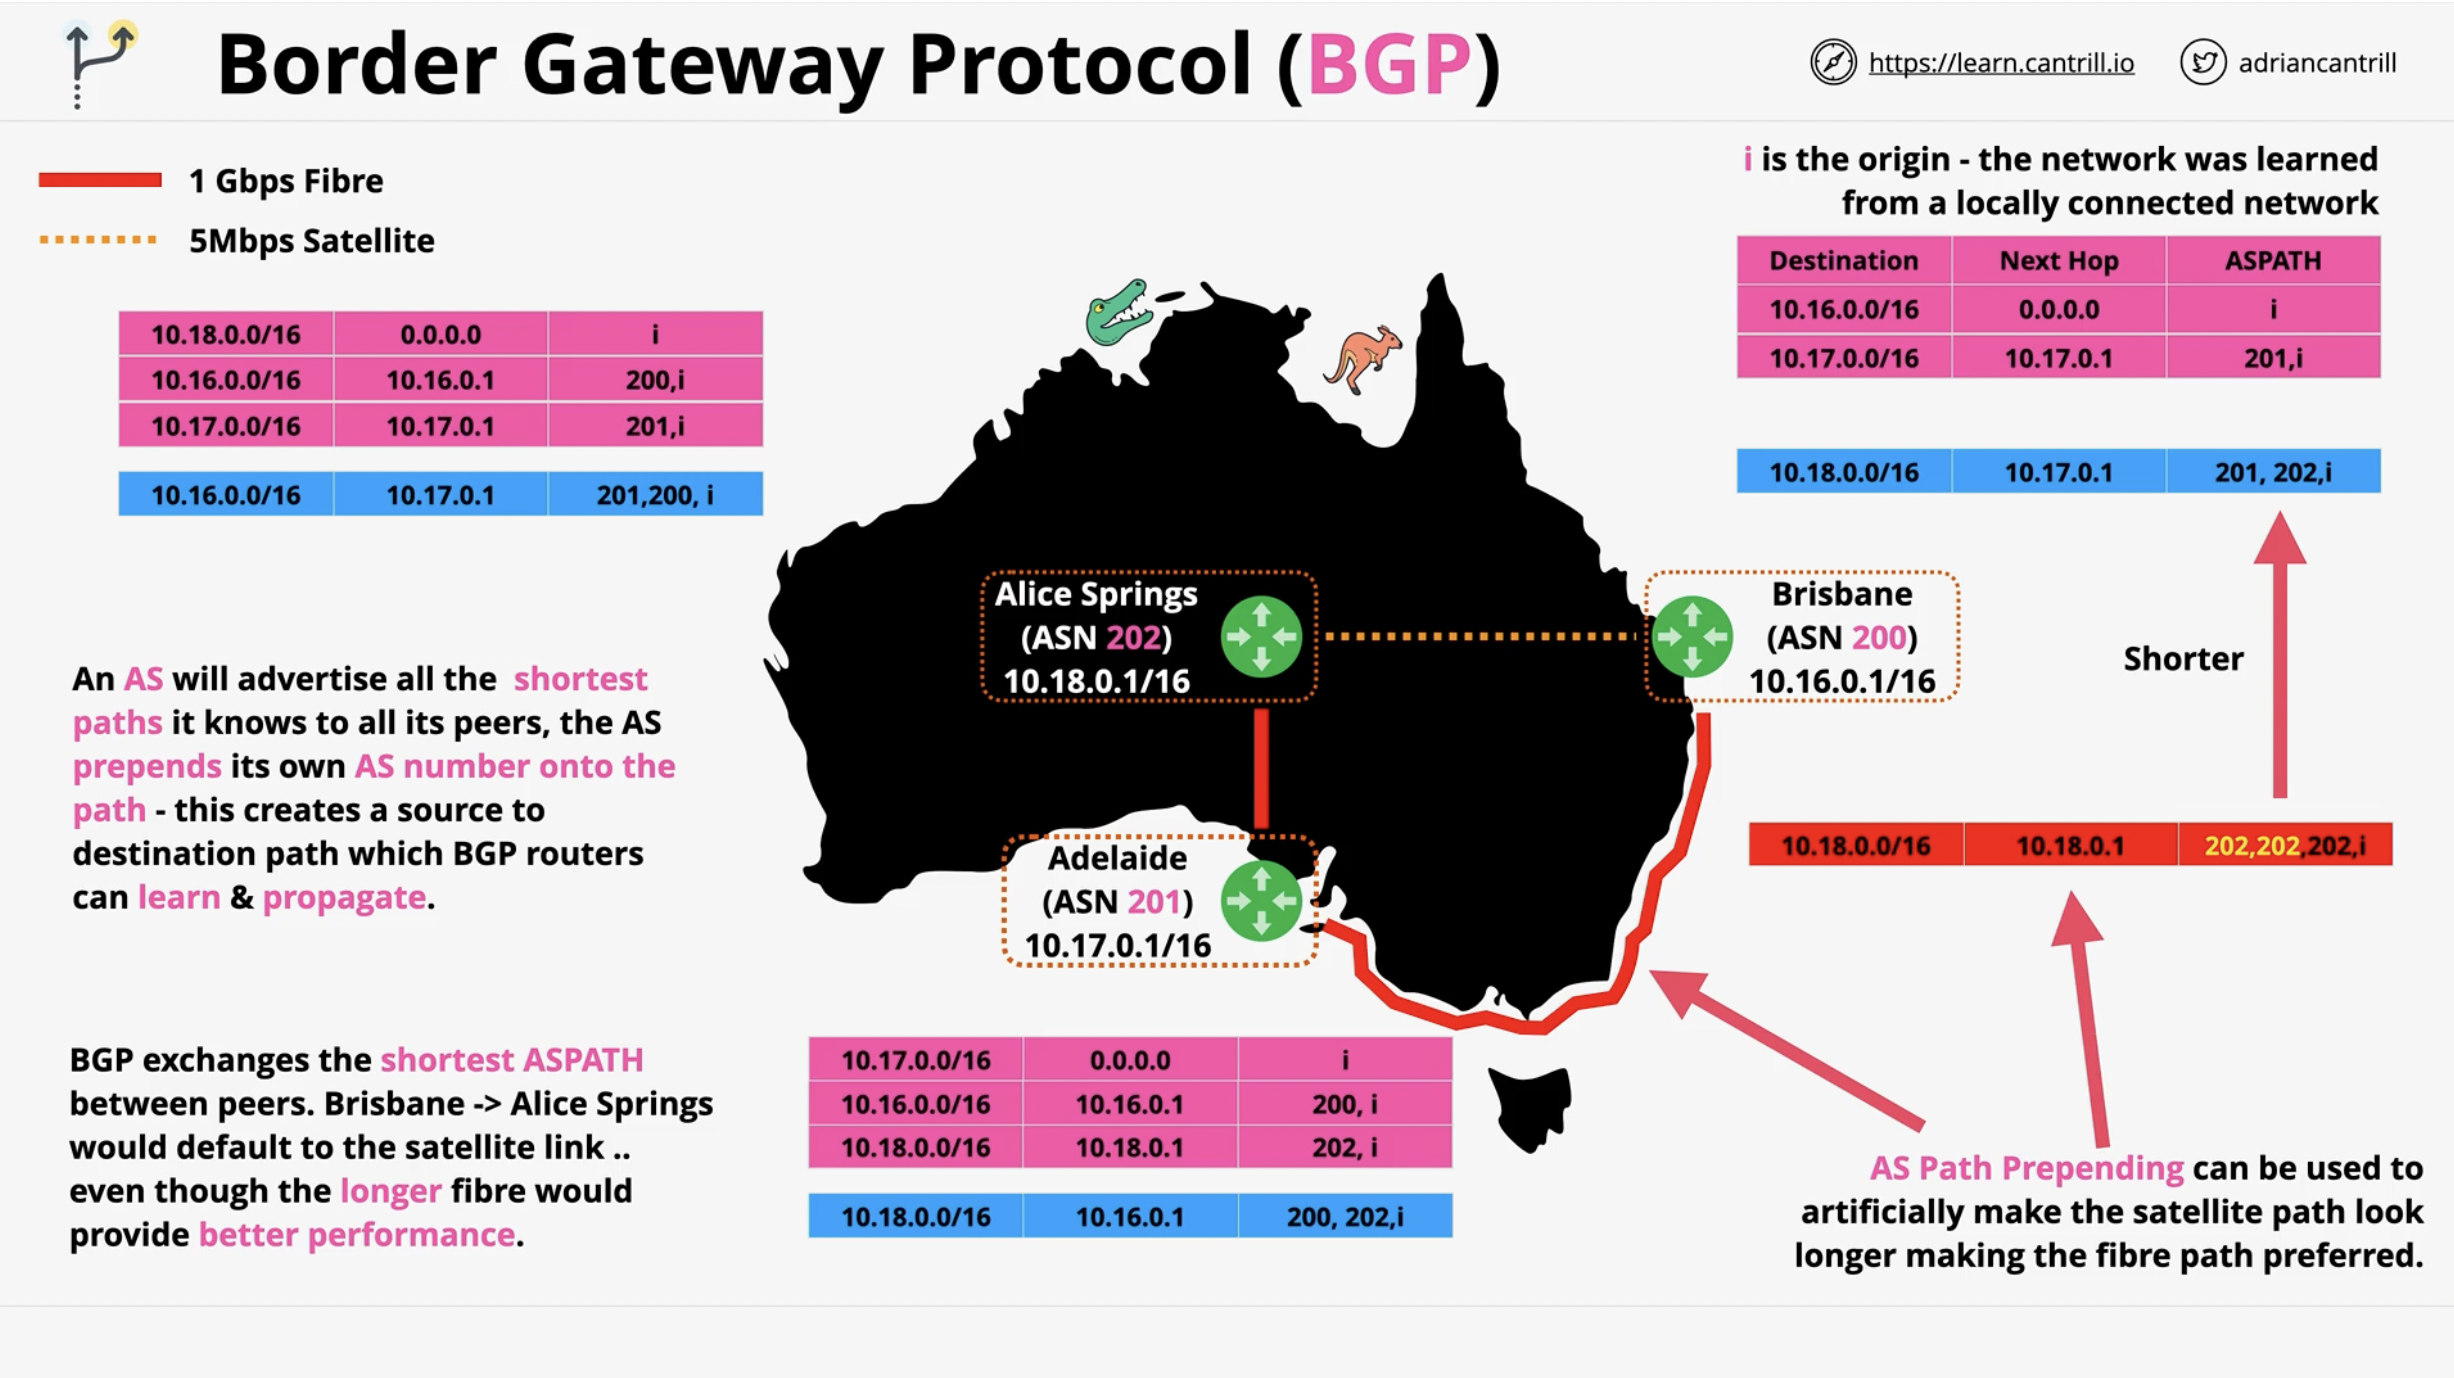 Border Gateway Protocol (BGP)
https://learn.cantrill.io
adriancantrill
1 Gbps Fibre
5Mbps Satellite
10.18.0.0/16 0.0.0.0 i
10.16.0.0/16 10.16.0.1 200,i
10.17.0.0/16 10.17.0.1 201,i
10.16.0.0/16 10.17.0.1 201,200, i
i is the origin - the network was learned
from a locally connected network
Destination Next Hop ASPATH
10.16.0.0/16 0.0.0.0 i
10.17.0.0/16 10.17.0.1 201,i
10.18.0.0/16 10.17.0.1 201, 202,i
Alice Springs
(ASN 202)
10.18.0.1/16
Brisbane
(ASN 200)
10.16.0.1/16
Shorter
An AS will advertise all the shortest
paths it knows to all its peers, the AS
prepends its own AS number onto the
path - this creates a source to
destination path which BGP routers
can learn & propagate.
Adelaide
(ASN 201)
10.17.0.1/16
10.18.0.0/16 10.18.0.1 202,202,202,i
BGP exchanges the shortest ASPATH
between peers. Brisbane -> Alice Springs
would default to the satellite link ..
even though the longer fibre would
provide better performance.
10.17.0.0/16 0.0.0.0 i
10.16.0.0/16 10.16.0.1 200, i
10.18.0.0/16 10.18.0.1 202, i
10.18.0.0/16 10.16.0.1 200, 202,i
AS Path Prepending can be used to
artificially make the satellite path look
longer making the fibre path preferred.